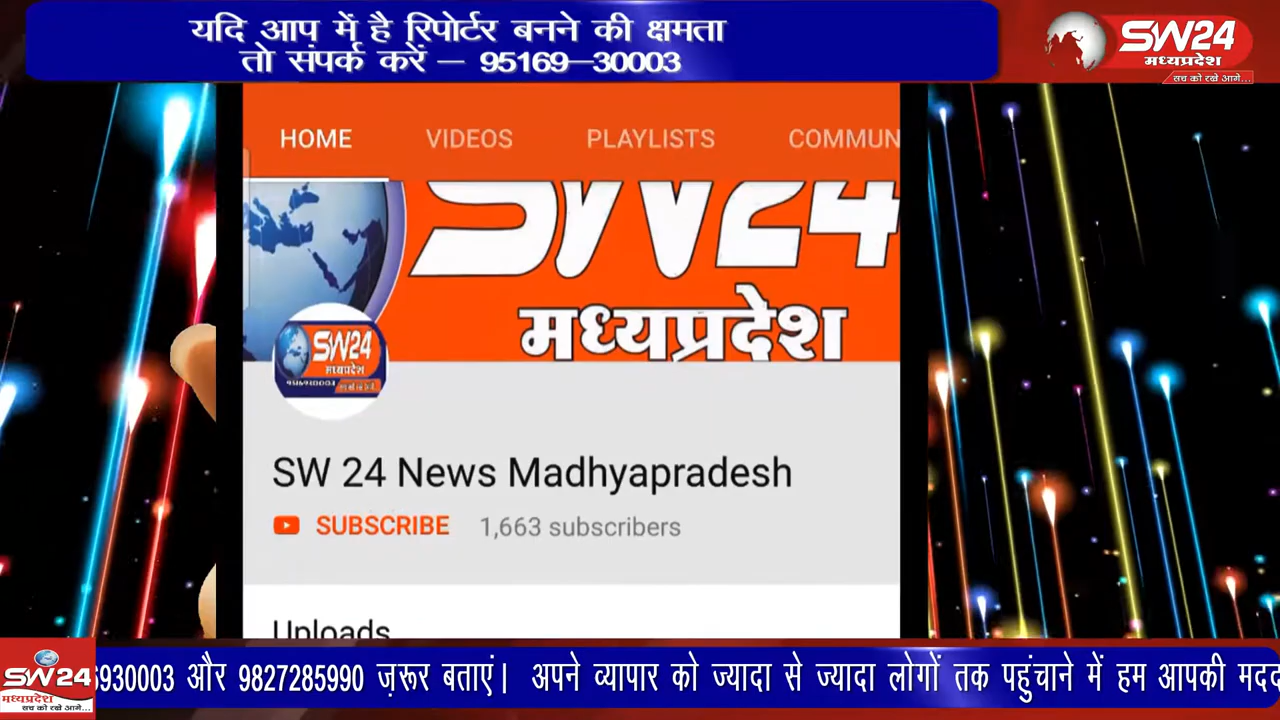 यदि आप में है रिपोर्टर बनने की क्षमता
तो संपर्क करें – 95169–30003
SW24
मध्यप्रदेश
सच को रखे आगे...
HOME VIDEOS PLAYLISTS COMMUN
SW24
मध्यप्रदेश
SW24
मध्यप्रदेश
9516930003
SW 24 News Madhyapradesh
SUBSCRIBE 1,663 subscribers
Uploads
SW24
मध्यप्रदेश
सच को रखे आगे...
6930003 और 9827285990 ज़रूर बताएं। अपने व्यापार को ज्यादा से ज्यादा लोगों तक पहुंचाने में हम आपकी मदद